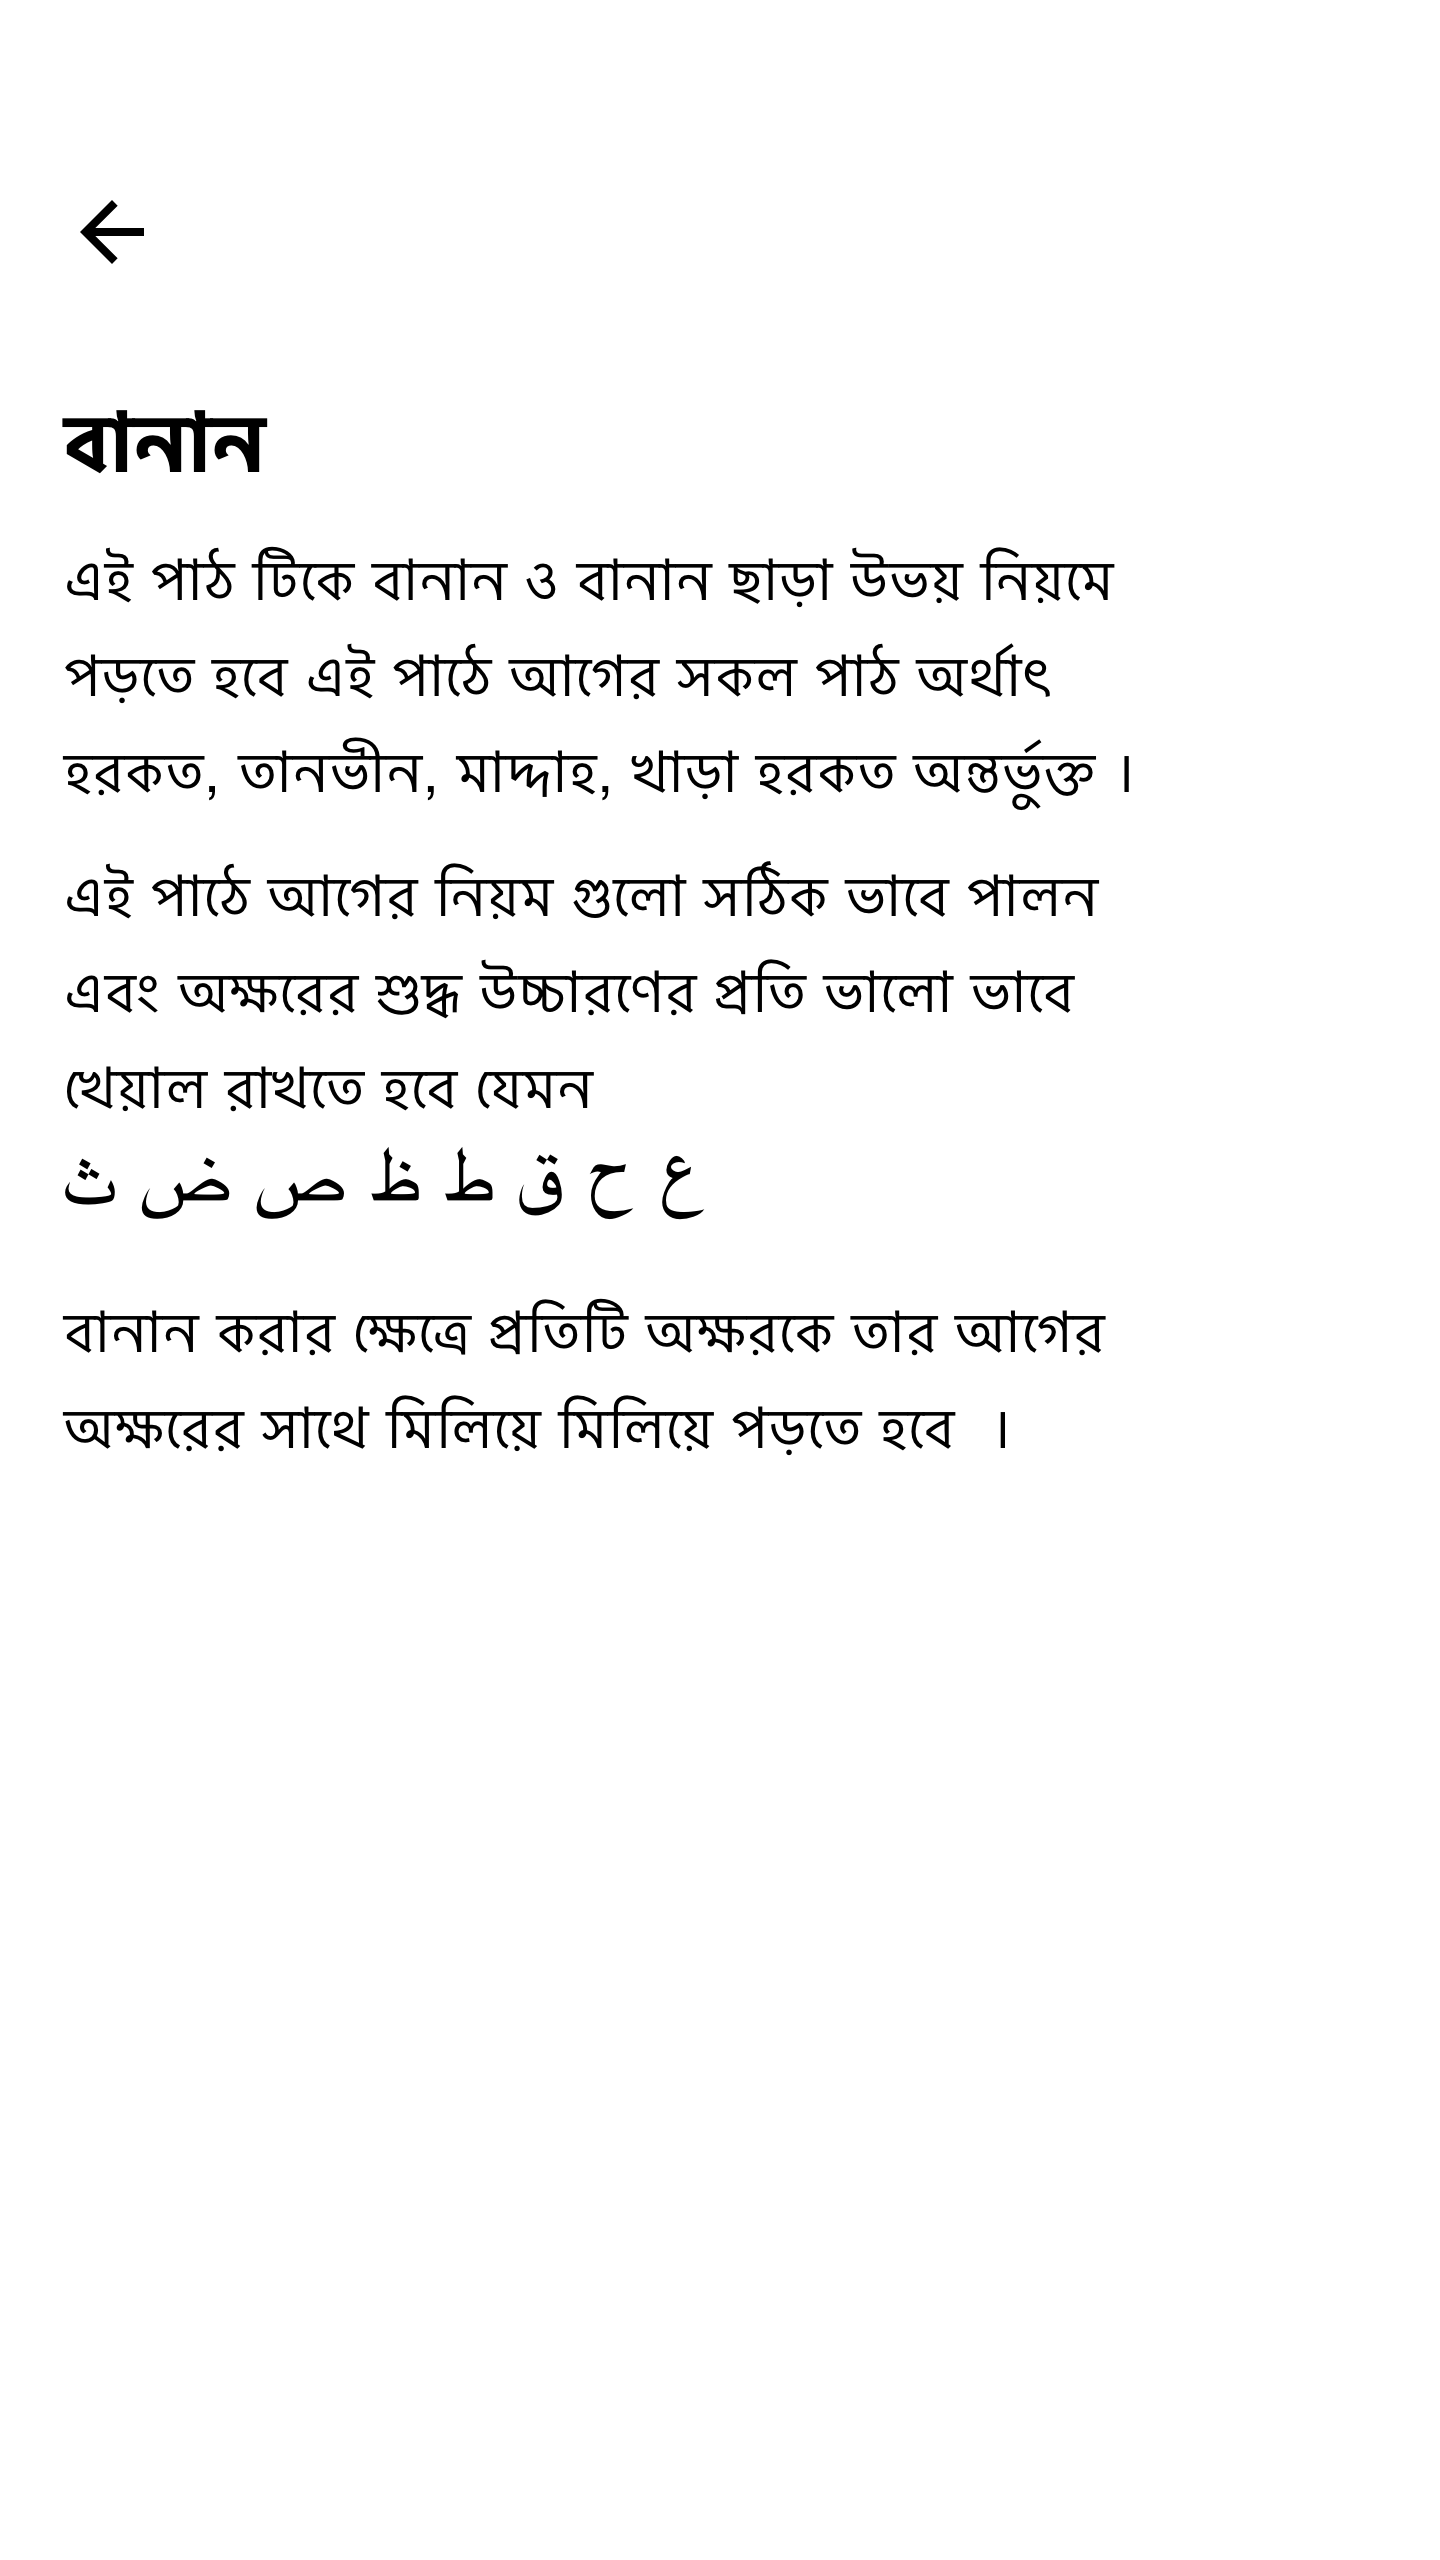 বানান
এই পাঠ টিকে বানান ও বানান ছাড়া উভয় নিয়মে
পড়তে হবে এই পাঠে আগের সকল পাঠ অর্থাৎ
হরকত, তানভীন, মাদ্দাহ, খাড়া হরকত অন্তর্ভুক্ত ।
এই পাঠে আগের নিয়ম গুলো সঠিক ভাবে পালন
এবং অক্ষরের শুদ্ধ উচ্চারণের প্রতি ভালো ভাবে
খেয়াল রাখতে হবে যেমন
ع ح ق ط ظ ص ض ث
বানান করার ক্ষেত্রে প্রতিটি অক্ষরকে তার আগের
অক্ষরের সাথে মিলিয়ে মিলিয়ে পড়তে হবে ।